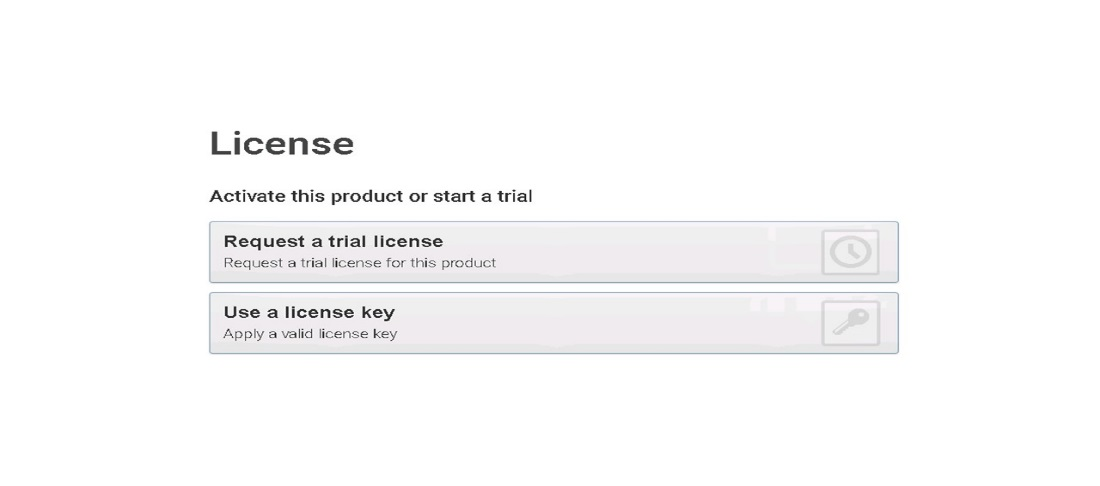 License
Activate this product or start a trial
Request a trial license
Request a trial license for this product
Use a license key
Apply a valid license key